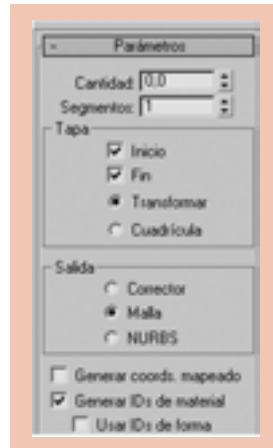 - Parámetros
Cantidad: 0,0
Segmentos: 1
Tapa
Inicio
Fin
Transformar
Cuadrícula
Salida
Corrector
Malla
NURBS
Generar coords. mapeado
Generar IDs de material
Usar IDs de forma